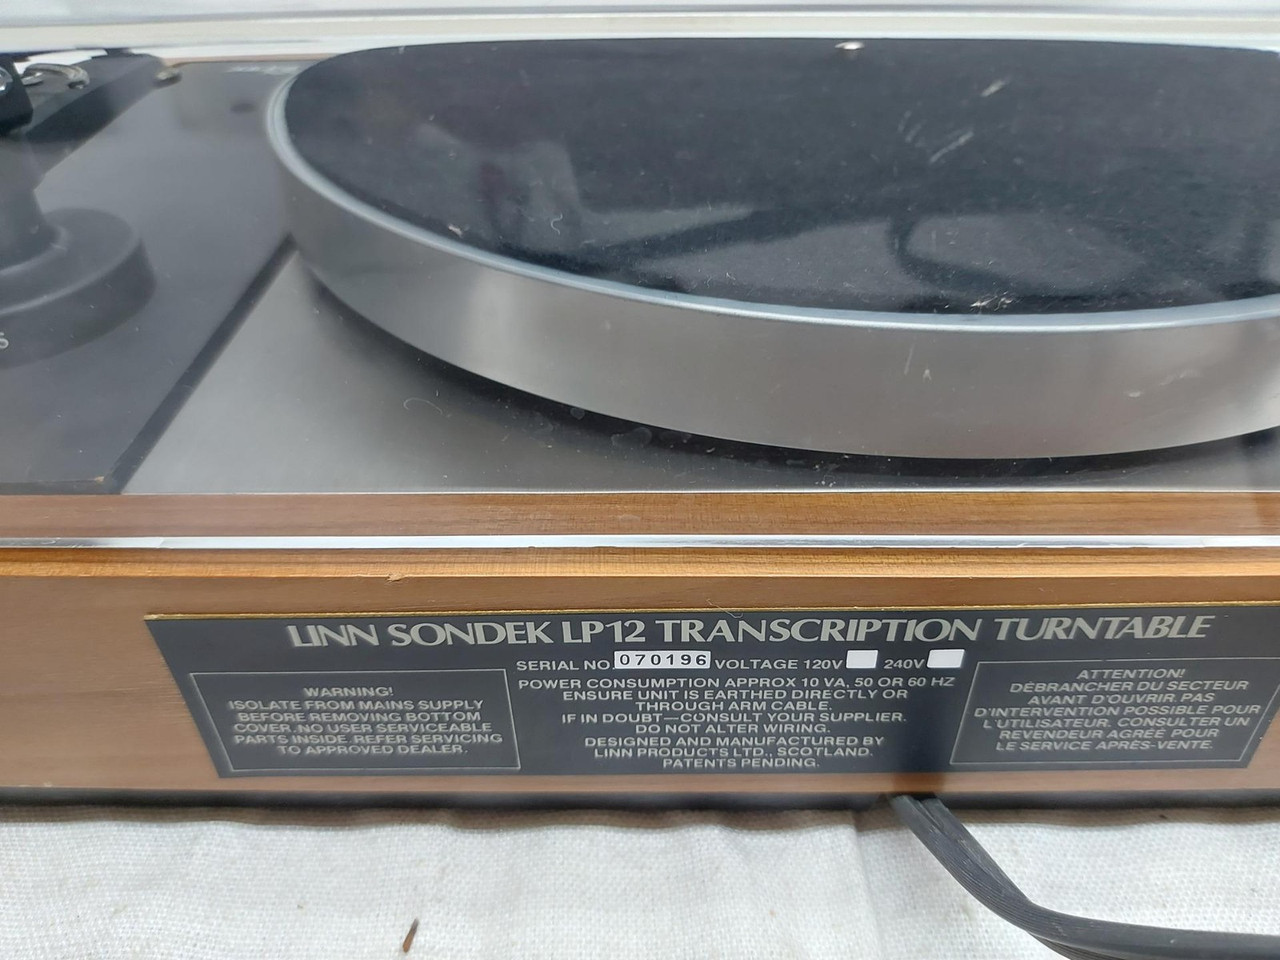 LINN SONDEK LP12 TRANSCRIPTION TURNTABLE
SERIAL NO. 070196 VOLTAGE 120V 240V
POWER CONSUMPTION APPROX 10 VA. 50 OR 60 HZ
ENSURE UNIT IS EARTHED DIRECTLY OR
THROUGH ARM CABLE.
IF IN DOUBT—CONSULT YOUR SUPPLIER.
DO NOT ALTER WIRING.
DESIGNED AND MANUFACTURED BY
LINN PRODUCTS LTD., SCOTLAND.
PATENTS PENDING.
WARNING!
ISOLATE FROM MAINS SUPPLY
BEFORE REMOVING BOTTOM
COVER. NO USER SERVICEABLE
PARTS INSIDE. REFER SERVICING
TO APPROVED DEALER.
ATTENTION!
DÉBRANCHER DU SECTEUR
AVANT D'OUVRIR. PAS
D'INTERVENTION POSSIBLE POUR
L'UTILISATEUR. CONSULTER UN
REVENDEUR AGRÉÉ POUR
LE SERVICE APRÈS-VENTE.